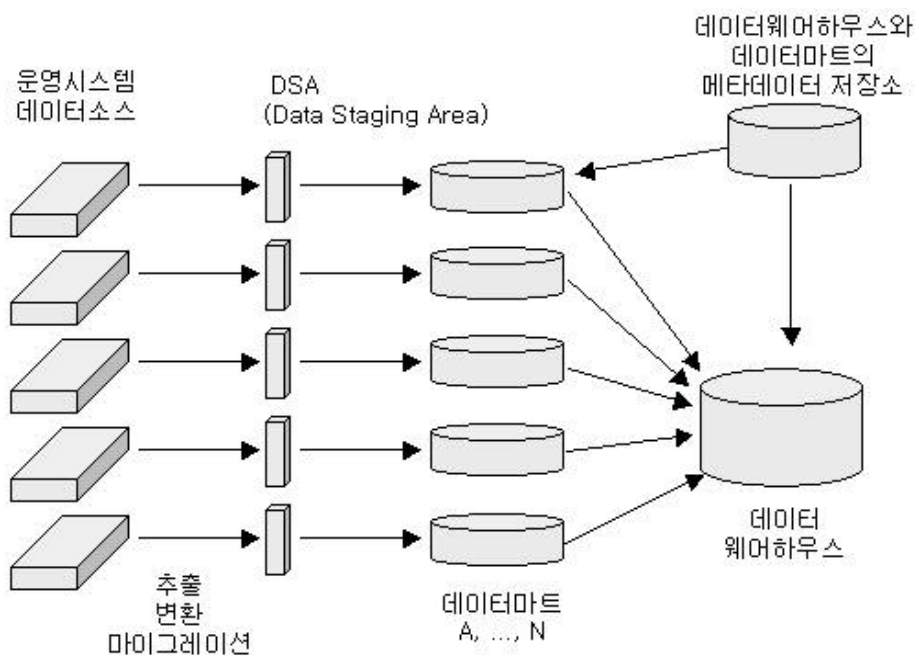 운영시스템
데이터소스
DSA
(Data Staging Area)
데이터웨어하우스와
데이터마트의
메타데이터 저장소
추출
변환
마이그레이션
데이터마트
A, ..., N
데이터
웨어하우스